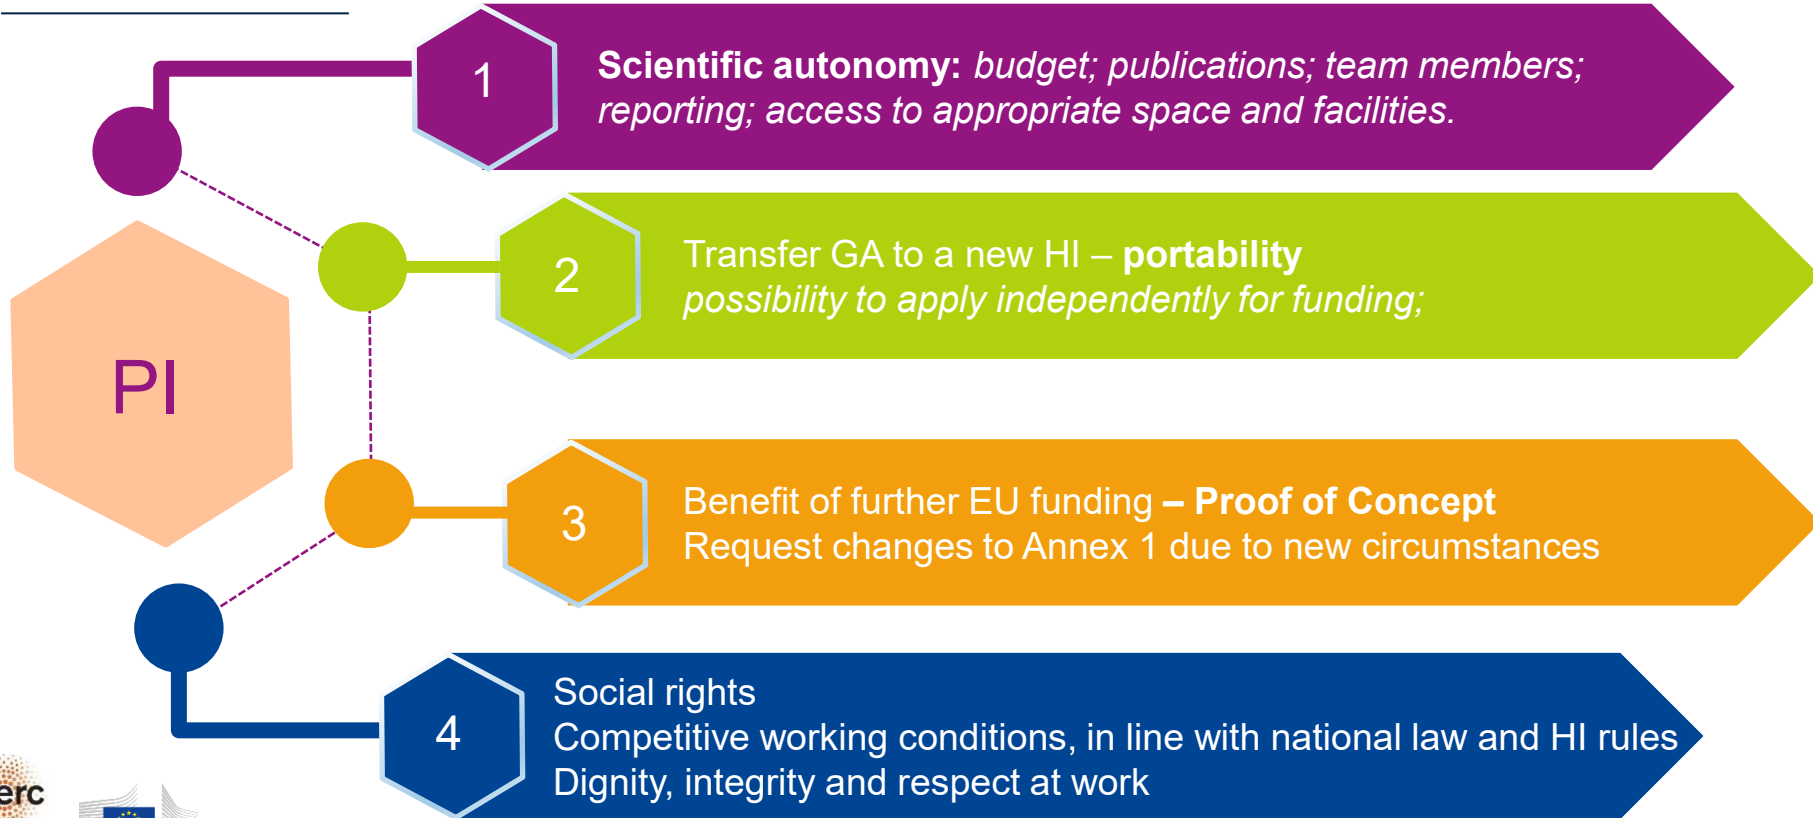 1
Scientific autonomy: budget; publications; team members;
reporting; access to appropriate space and facilities.
2
Transfer GA to a new HI – portability
possibility to apply independently for funding;
PI
3
Benefit of further EU funding – Proof of Concept
Request changes to Annex 1 due to new circumstances
4
Social rights
Competitive working conditions, in line with national law and HI rules
Dignity, integrity and respect at work
erc